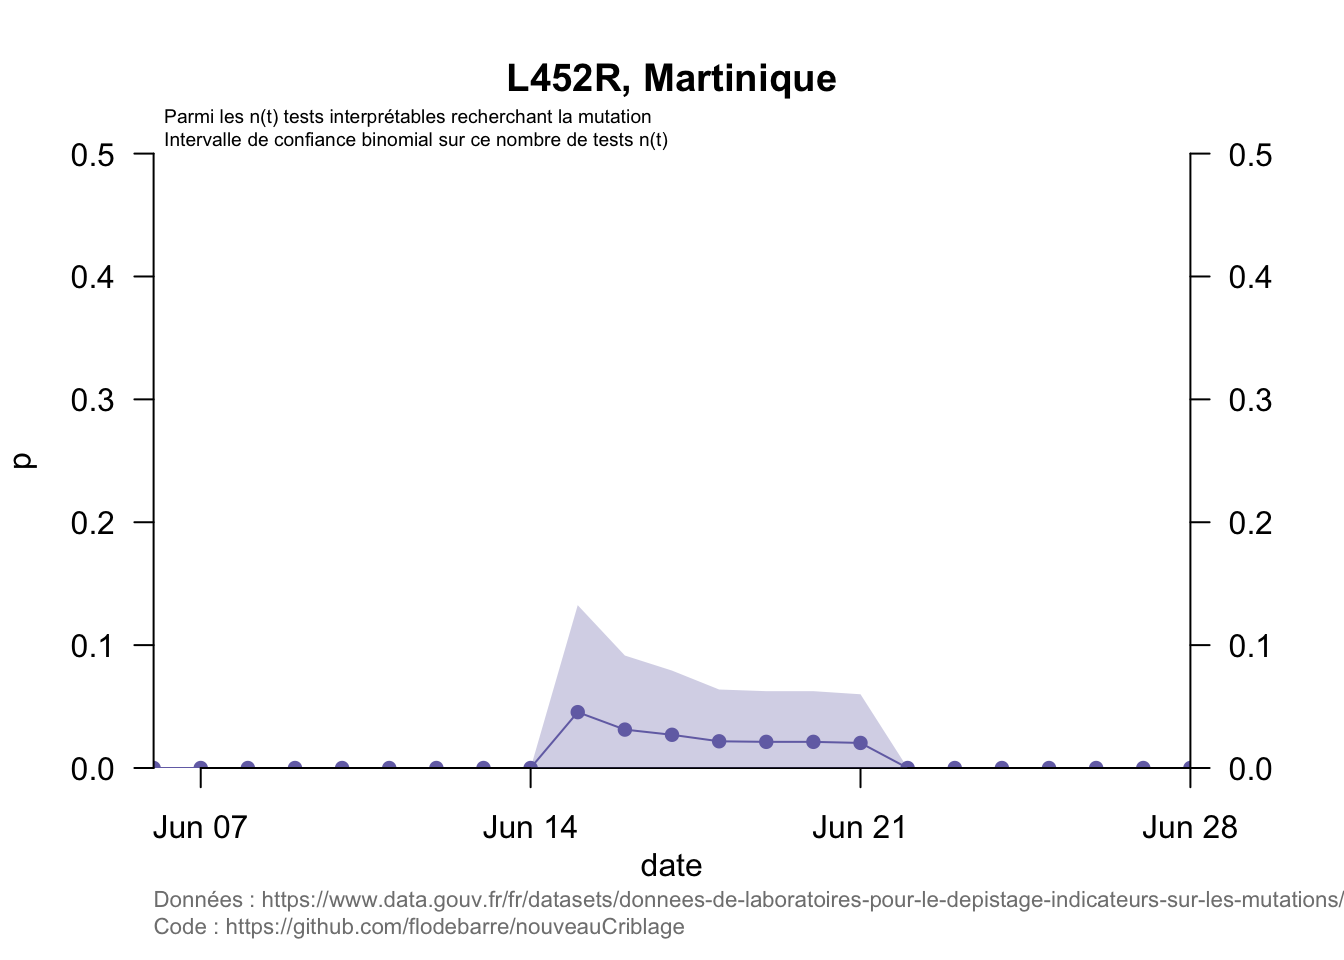 L452R, Martinique
Parmi les n(t) tests interprétables recherchant la mutation
Intervalle de confiance binomial sur ce nombre de tests n(t)
0.5 0.5
0.4 0.4
0.3 0.3
p
0.2 0.2
0.1 0.1
0.0 0.0
Jun 07 Jun 14 Jun 21 Jun 28
date
Données : https://www.data.gouv.fr/fr/datasets/donnees-de-laboratoires-pour-le-depistage-indicateurs-sur-les-mutations/
Code : https://github.com/flodebarre/nouveauCriblage